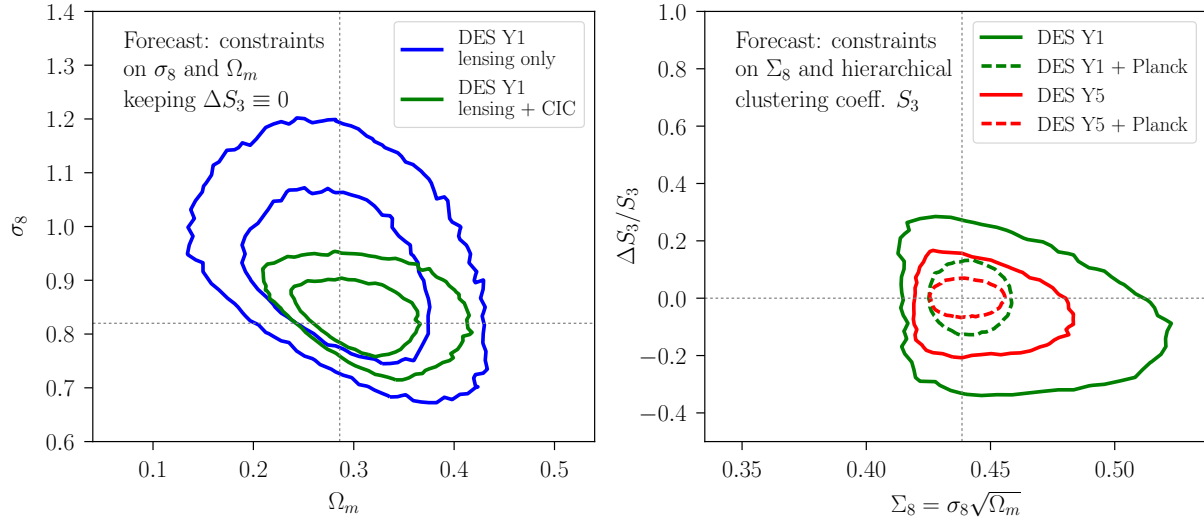 Forecast: constraints
on σ₈ and Ωₘ
keeping ΔS₃ ≡ 0
DES Y1
lensing only
DES Y1
lensing + CIC
1.4
1.3
1.2
1.1
1.0
0.9
0.8
0.7
0.6
σ₈
0.1
0.2
0.3
0.4
0.5
Ωₘ
Forecast: constraints
on Σ₈ and hierarchical
clustering coeff. S₃
DES Y1
DES Y1 + Planck
DES Y5
DES Y5 + Planck
1.0
0.8
0.6
0.4
0.2
0.0
−0.2
−0.4
ΔS₃/S₃
0.35
0.40
0.45
0.50
Σ₈ = σ₈√Ωₘ